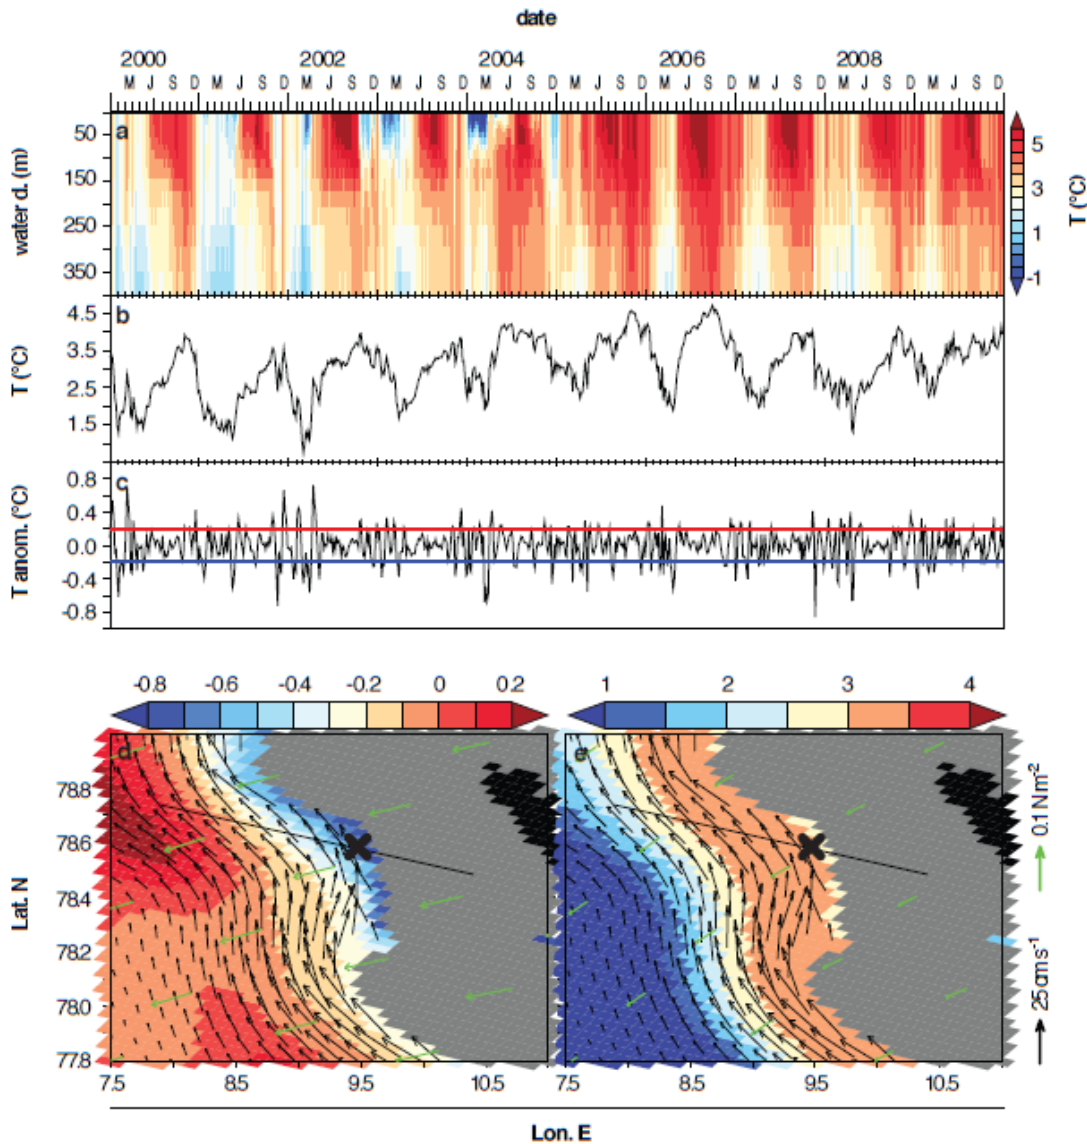 date
2000 2002 2004 2006 2008
M J S D M J S D M J S D M J S D M J S D M J S D M J S D M J S D M J S D M J S D
a
50
150
250
350
water d. (m)
5
3
1
-1
T (°C)
b
4.5
3.5
2.5
1.5
T (°C)
c
0.8
0.4
0.0
-0.4
-0.8
T anom. (°C)
-0.8 -0.6 -0.4 -0.2 0 0.2
1 2 3 4
d
e
78.8
78.6
78.4
78.2
78.0
77.8
Lat. N
7.5 8.5 9.5 10.5
7.5 8.5 9.5 10.5
Lon. E
0.1 Nm-2
25 cm s-1